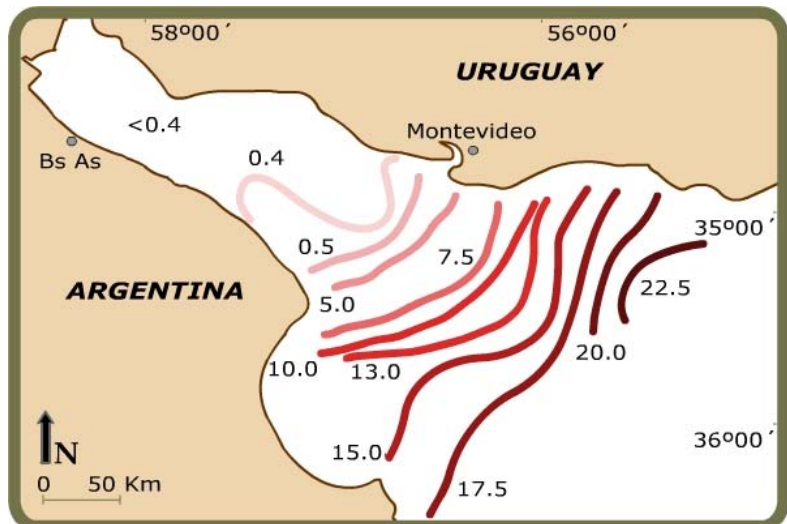 58º00´
56º00´
URUGUAY
<0.4
Montevideo
Bs As
0.4
35º00´
0.5
7.5
ARGENTINA
5.0
22.5
20.0
10.0
13.0
36º00´
15.0
N
0 50 Km
17.5